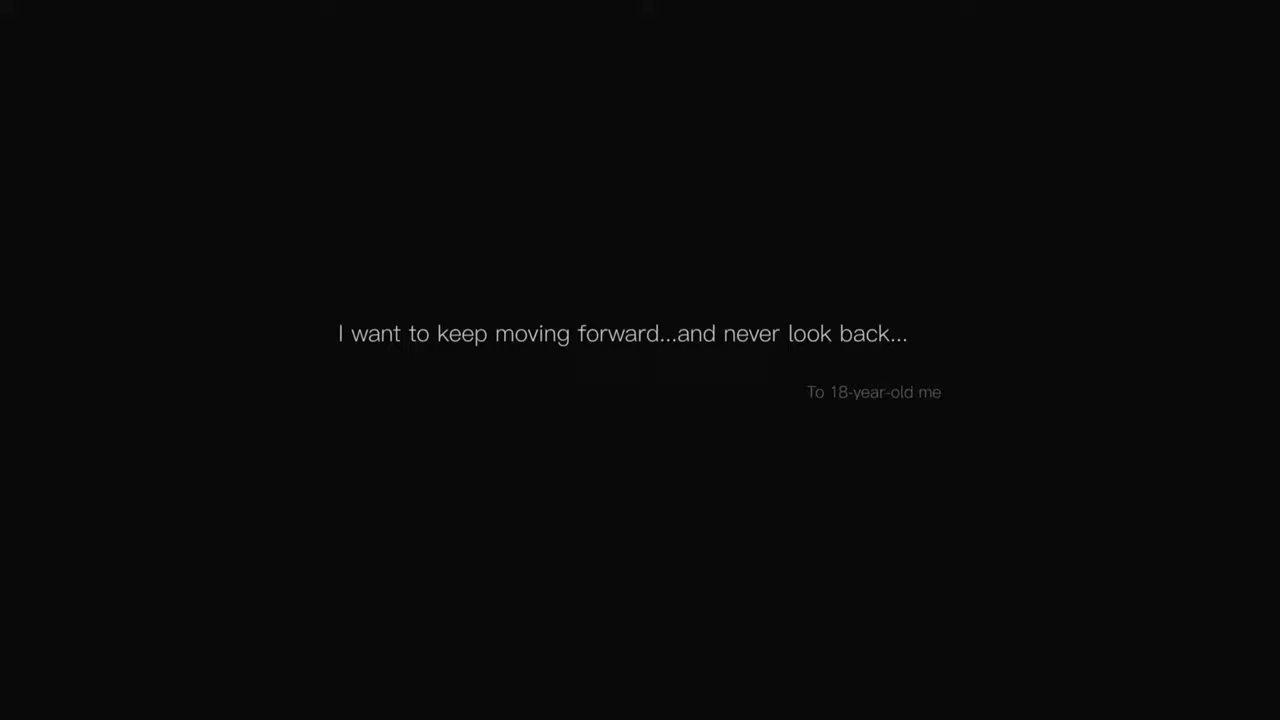 I want to keep moving forward...and never look back...
To 18-year-old me